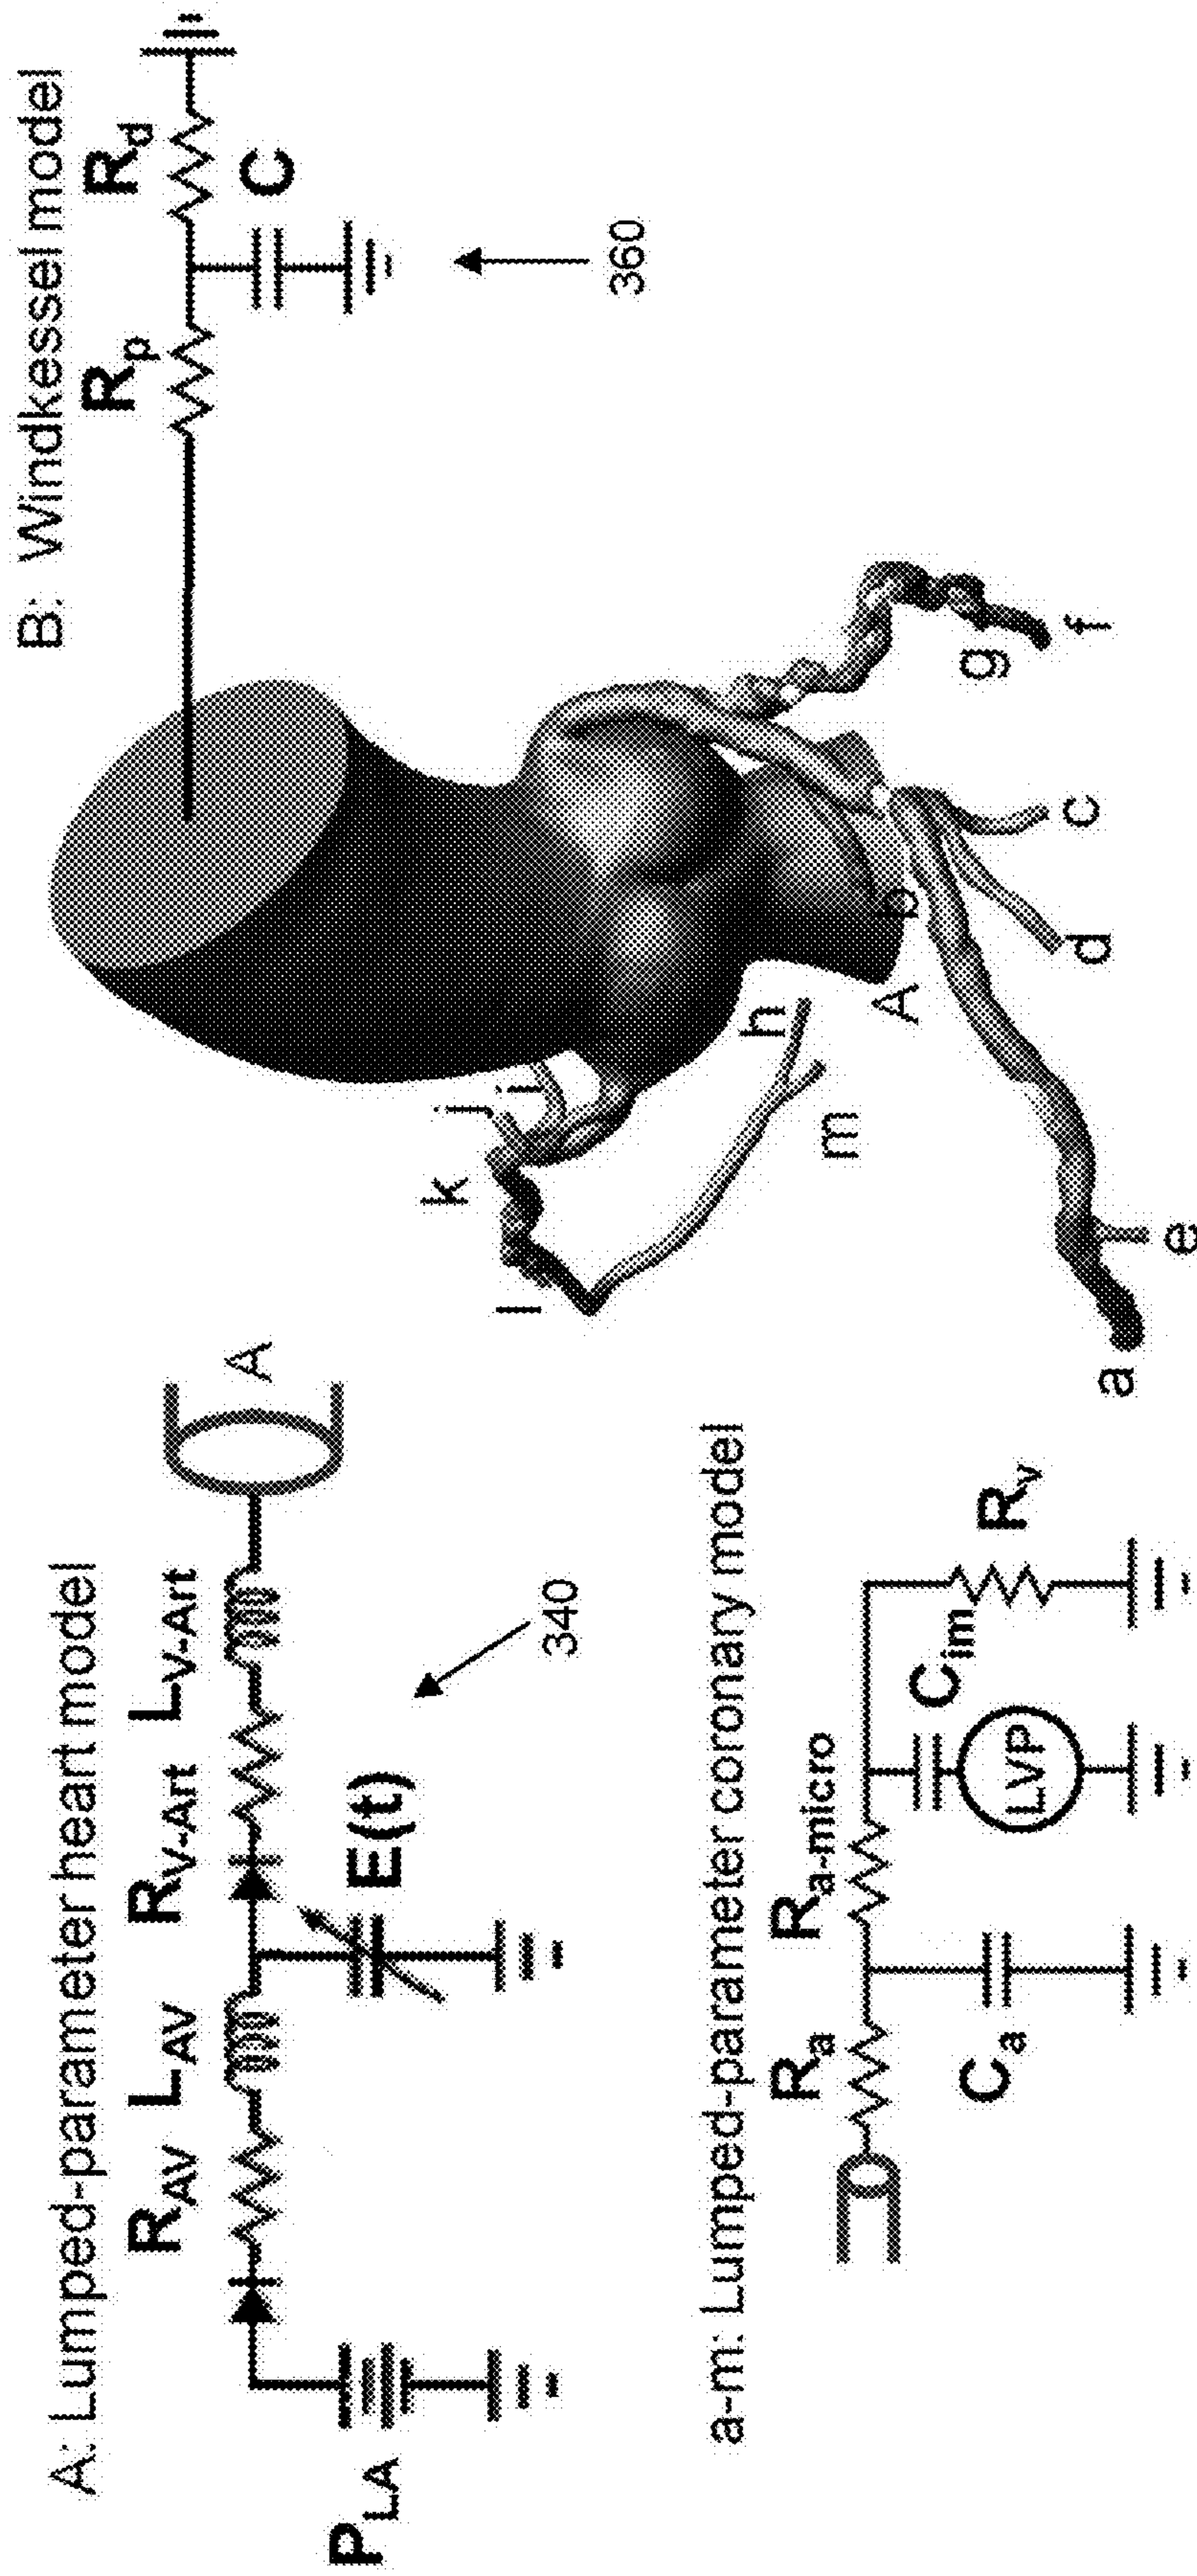 A: Lumped-parameter heart model
R_AV L_AV R_V-Art L_V-Art
A
P_LA
E(t)
340
B: Windkessel model
R_p R_d
C
360
a-m: Lumped-parameter coronary model
R_a R_a-micro
C_a
C_im
LVP
R_v
j
i
k
l
h
m
A
b
g
f
c
d
e
a